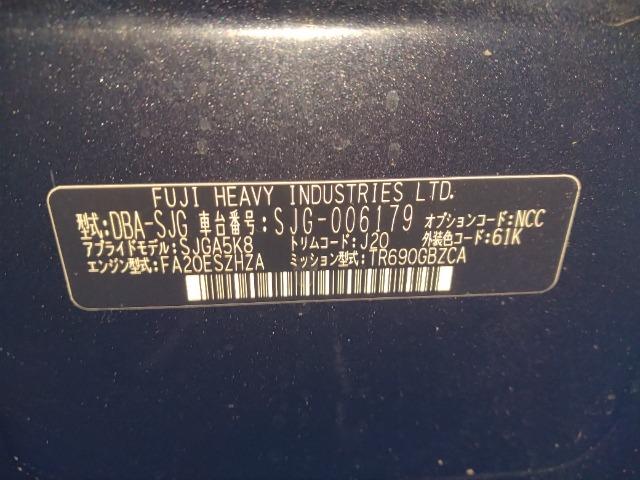 FUJI HEAVY INDUSTRIES LTD.
型式:DBA-SJG 車台番号:SJG-006179 オプションコード:NCC
アプライドモデル:SJGA5K8 トリムコード:J20 外装色コード:61K
エンジン型式:FA20ESZHZA ミッション型式:TR690GBZCA